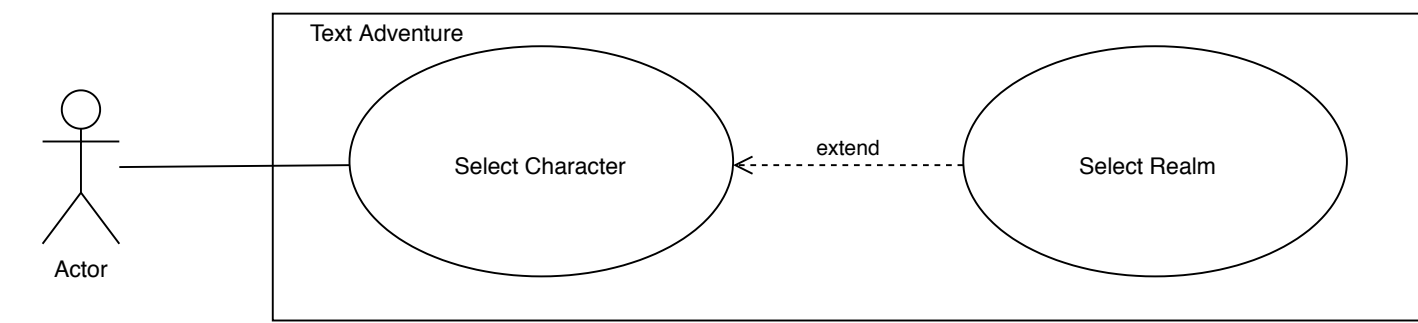 Text Adventure
Select Character
extend
Select Realm
Actor